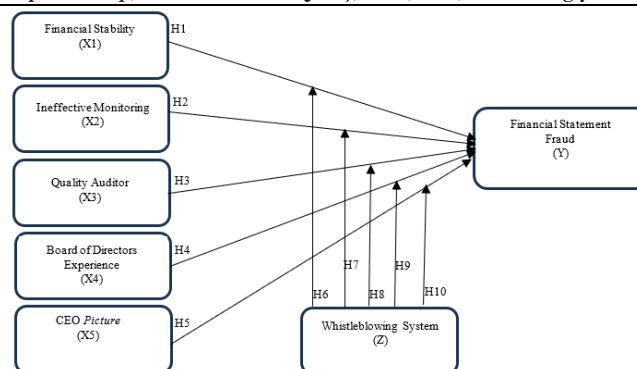 Financial Stability
(X1)
H1
Ineffective Monitoring
(X2)
H2
Financial Statement
Fraud
(Y)
Quality Auditor
(X3)
H3
Board of Directors
Experience
(X4)
H4
CEO Picture
(X5)
H5
H6
H7
H8
H9
H10
Whistleblowing System
(Z)